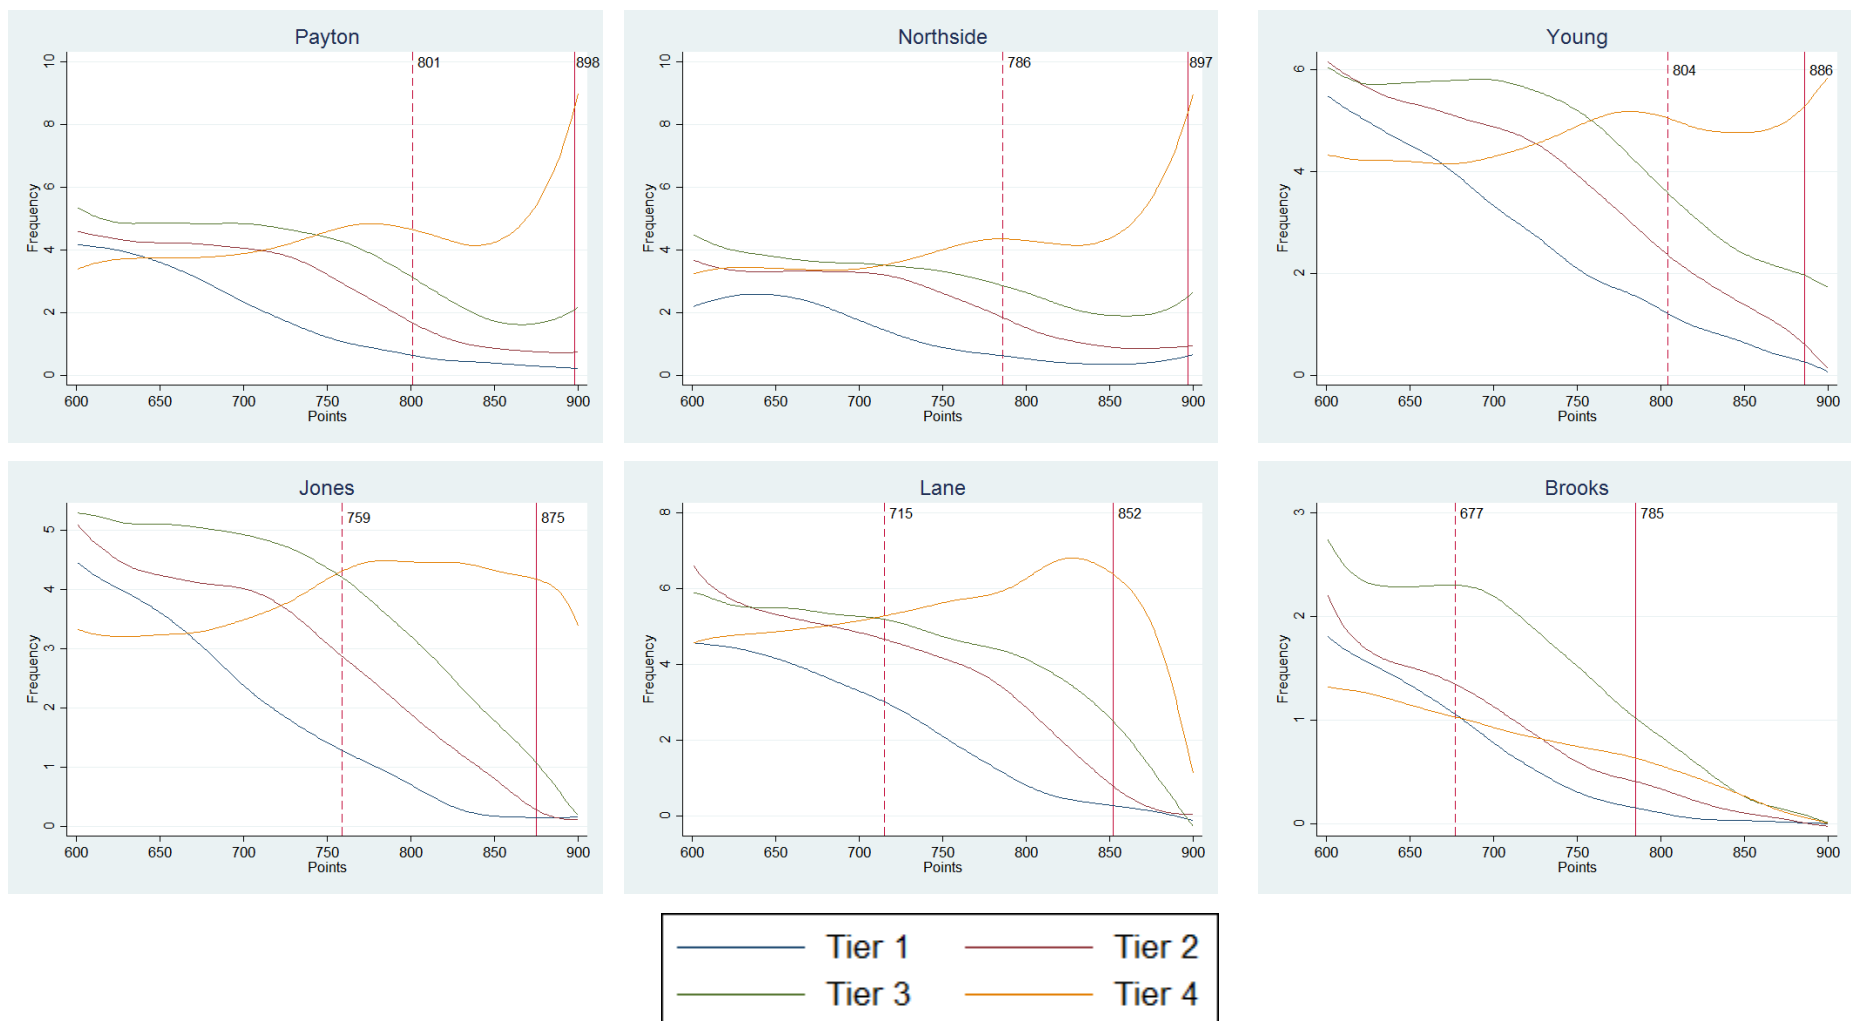 Payton
801
898
Frequency
0 2 4 6 8 10
600 650 700 750 800 850 900
Points
Northside
786
897
Frequency
0 2 4 6 8 10
600 650 700 750 800 850 900
Points
Young
804
886
Frequency
0 2 4 6
600 650 700 750 800 850 900
Points
Jones
759
875
Frequency
0 1 2 3 4 5
600 650 700 750 800 850 900
Points
Lane
715
852
Frequency
0 2 4 6 8
600 650 700 750 800 850 900
Points
Brooks
677
785
Frequency
0 1 2 3
600 650 700 750 800 850 900
Points
Tier 1 Tier 2
Tier 3 Tier 4